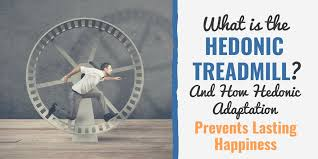 What is the
HEDONIC
TREADMILL?
And How Hedonic
Adaptation
Prevents Lasting
Happiness